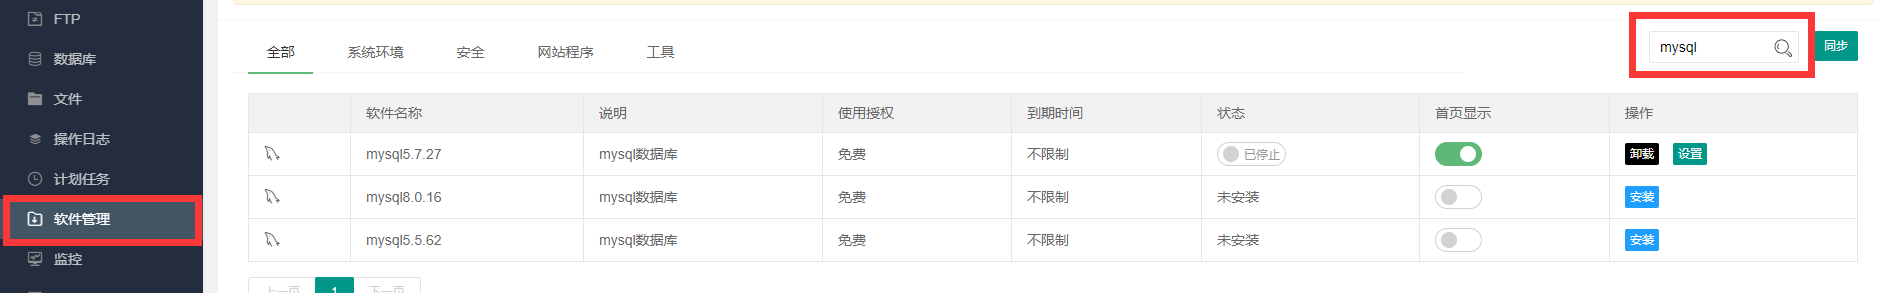 FTP
数据库
文件
操作日志
计划任务
软件管理
监控
全部 系统环境 安全 网站程序 工具 mysql 同步
软件名称 说明 使用授权 到期时间 状态 首页显示 操作
mysql5.7.27 mysql数据库 免费 不限制 已停止 卸载 设置
mysql8.0.16 mysql数据库 免费 不限制 未安装 安装
mysql5.5.62 mysql数据库 免费 不限制 未安装 安装
上一页 1 下一页